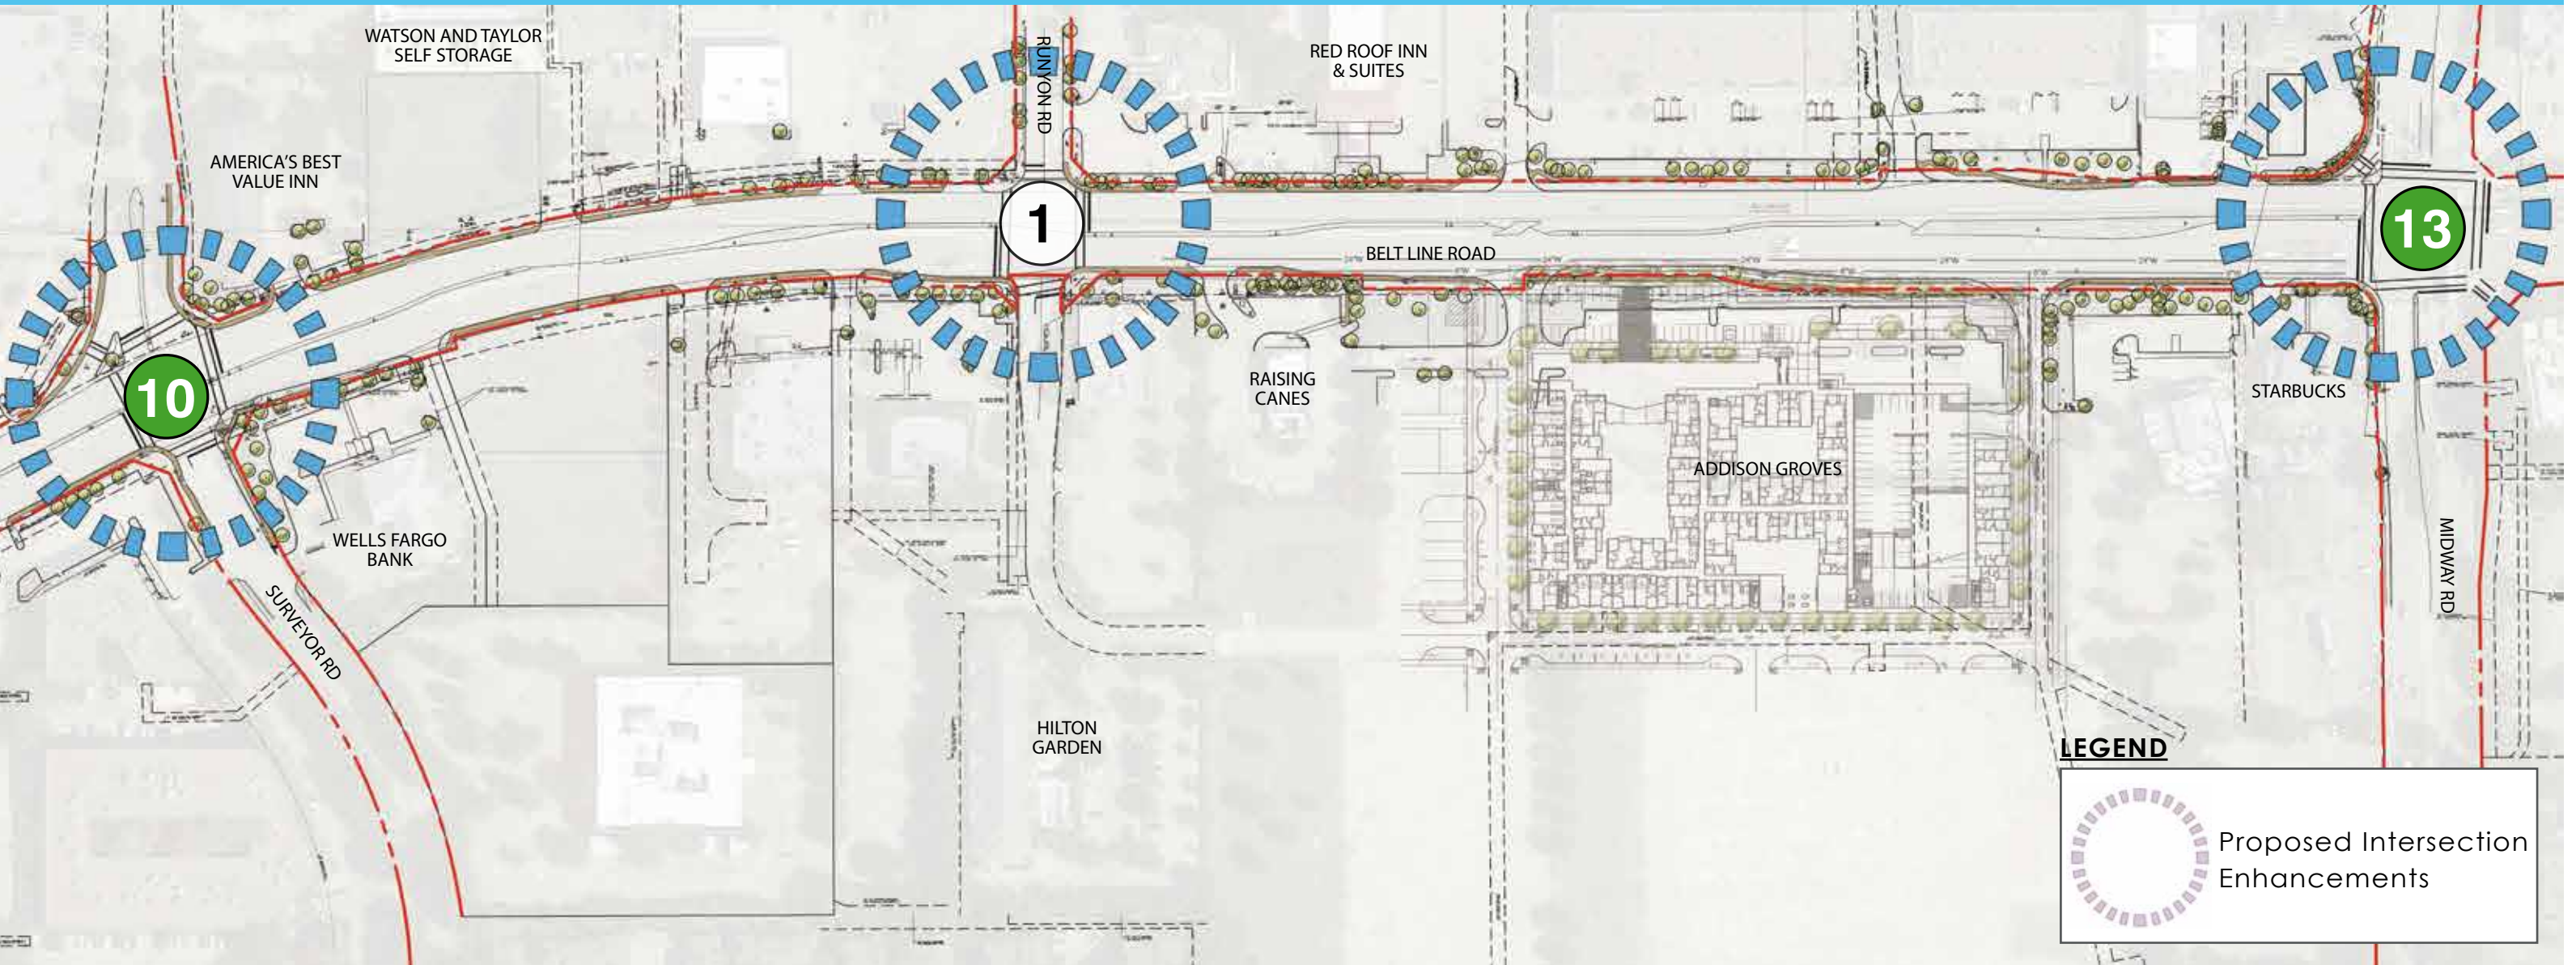 WATSON AND TAYLOR
SELF STORAGE
RUNYON RD
RED ROOF INN
& SUITES
AMERICA'S BEST
VALUE INN
1
13
BELT LINE ROAD
10
RAISING
CANES
STARBUCKS
ADDISON GROVES
WELLS FARGO
BANK
SURVEYOR RD
MIDWAY RD
HILTON
GARDEN
LEGEND
Proposed Intersection
Enhancements